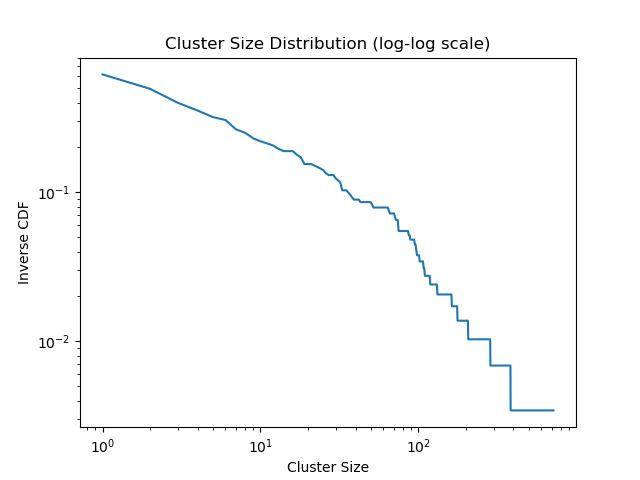 Cluster Size Distribution (log-log scale)
Inverse CDF
10⁻¹
10⁻²
10⁰ 10¹ 10²
Cluster Size